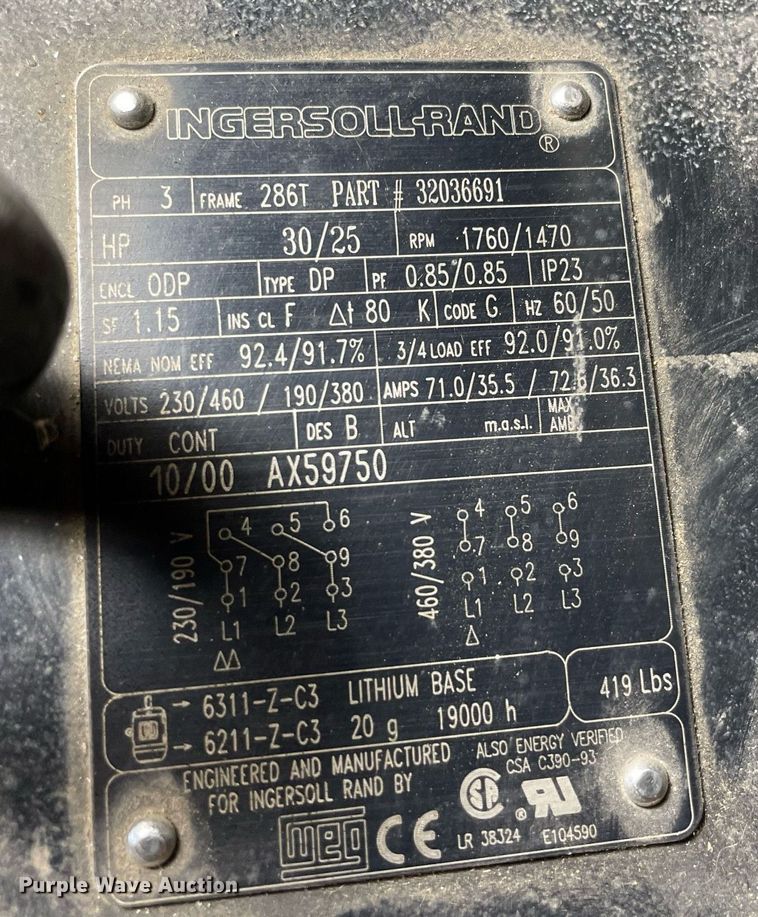 INGERSOLL-RAND ®
PH 3 FRAME 286T PART # 32036691
HP 30/25 RPM 1760/1470
ENCL ODP TYPE DP PF 0.85/0.85 IP23
SF 1.15 INS CL F Δt 80 K CODE G HZ 60/50
NEMA NOM EFF 92.4/91.7% 3/4 LOAD EFF 92.0/91.0%
VOLTS 230/460 / 190/380 AMPS 71.0/35.5 / 72.6/36.3
DUTY CONT DES B ALT m.a.s.l. MAX. AMB.
10/00 AX59750
230/190 V
4 5 6
7 8 9
1 2 3
L1 L2 L3
ΔΔ
460/380 V
4 5 6
7 8 9
1 2 3
L1 L2 L3
Δ
→ 6311-Z-C3 LITHIUM BASE
→ 6211-Z-C3 20 g 19000 h
419 Lbs
ENGINEERED AND MANUFACTURED
FOR INGERSOLL RAND BY
WEG CE
ALSO ENERGY VERIFIED
CSA C390-93
SA ® RU
LR 38324 E104590
Purple Wave Auction